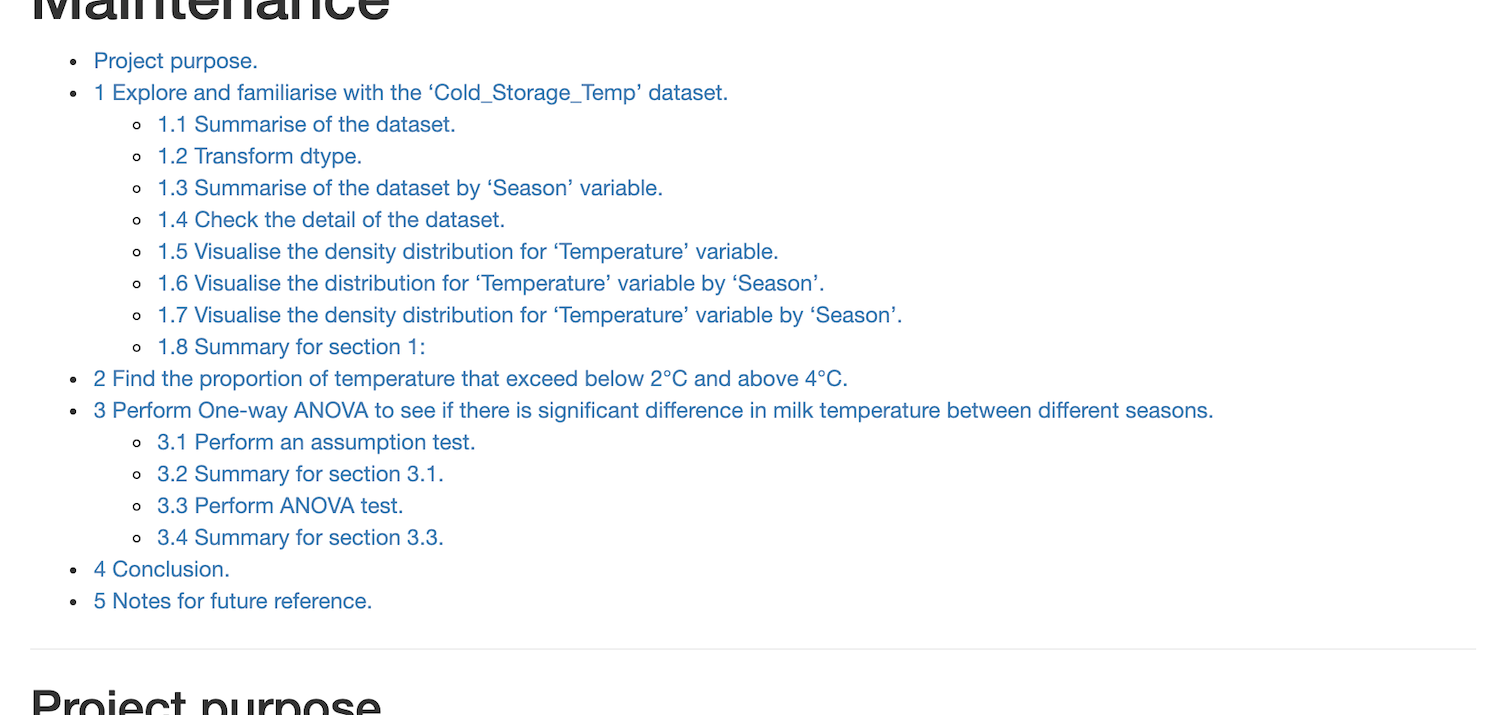 Maintenance
Project purpose.
1 Explore and familiarise with the ‘Cold_Storage_Temp’ dataset.
1.1 Summarise of the dataset.
1.2 Transform dtype.
1.3 Summarise of the dataset by ‘Season’ variable.
1.4 Check the detail of the dataset.
1.5 Visualise the density distribution for ‘Temperature’ variable.
1.6 Visualise the distribution for ‘Temperature’ variable by ‘Season’.
1.7 Visualise the density distribution for ‘Temperature’ variable by ‘Season’.
1.8 Summary for section 1:
2 Find the proportion of temperature that exceed below 2°C and above 4°C.
3 Perform One-way ANOVA to see if there is significant difference in milk temperature between different seasons.
3.1 Perform an assumption test.
3.2 Summary for section 3.1.
3.3 Perform ANOVA test.
3.4 Summary for section 3.3.
4 Conclusion.
5 Notes for future reference.
Project purpose